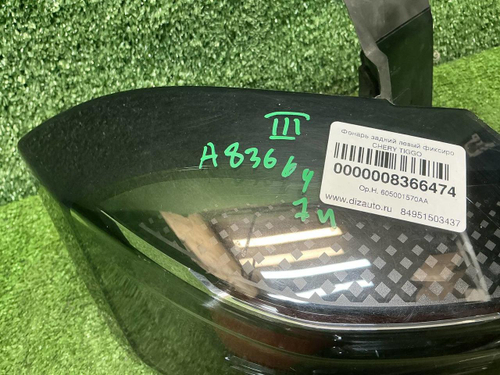 III
A8366474
Фонарь задний левый фиксиро
CHERY TIGGO
0000008366474
Ор.Н. 605001570AA
www.dizauto.ru 84951503437